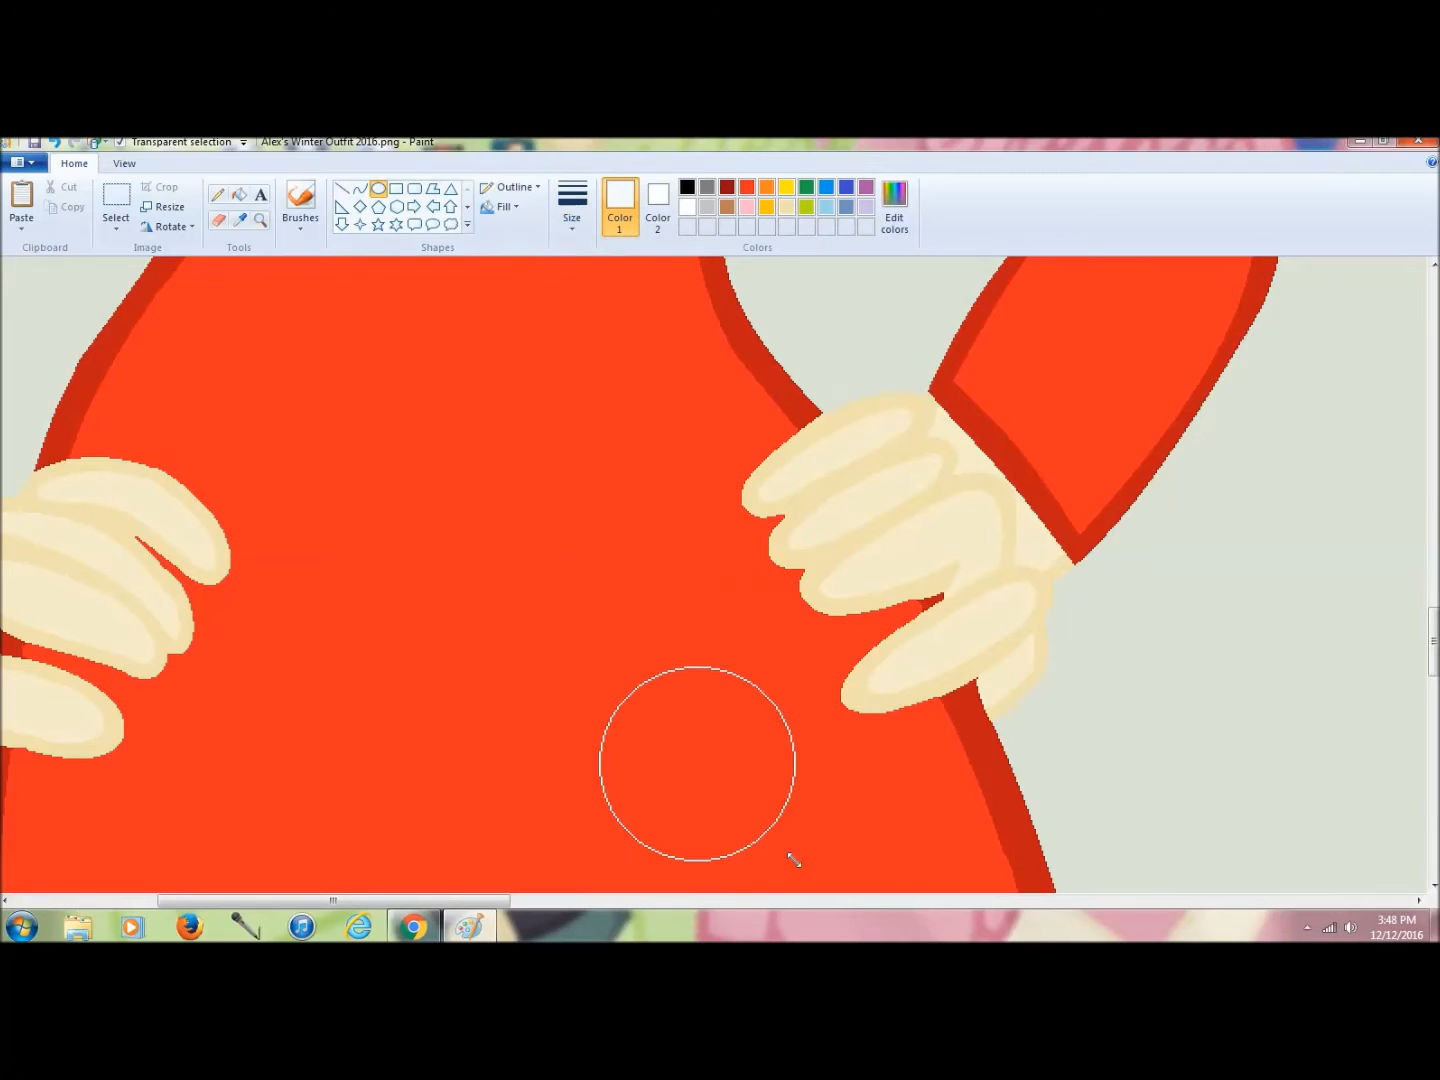 Transparent selection Alex's Winter Outfit 2016.png - Paint
Home View
Paste Cut Copy Select Crop Resize Rotate A Brushes Outline Fill Size Color 1 Color 2 Edit colors
Clipboard Image Tools Shapes Colors
3:48 PM
12/12/2016